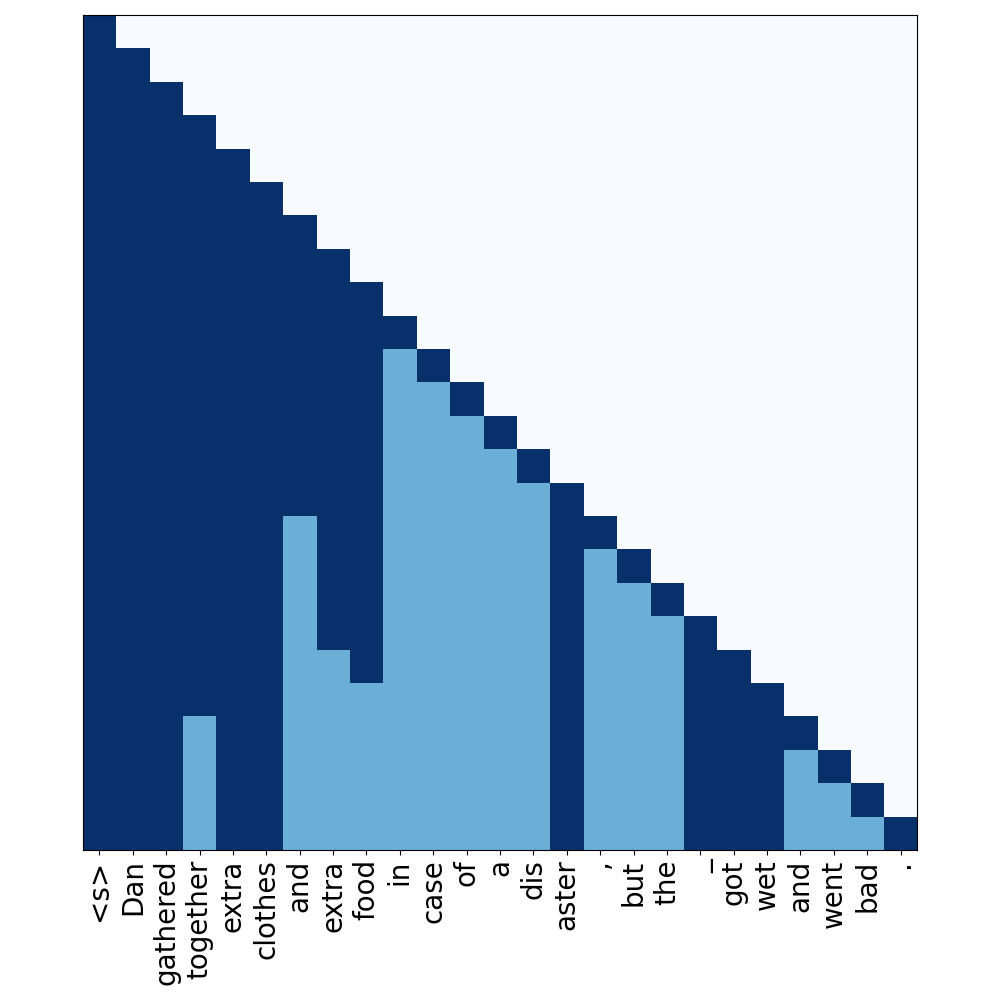 <s> Dan gathered together extra clothes and extra food in case of a dis aster , but the _ got wet and went bad .